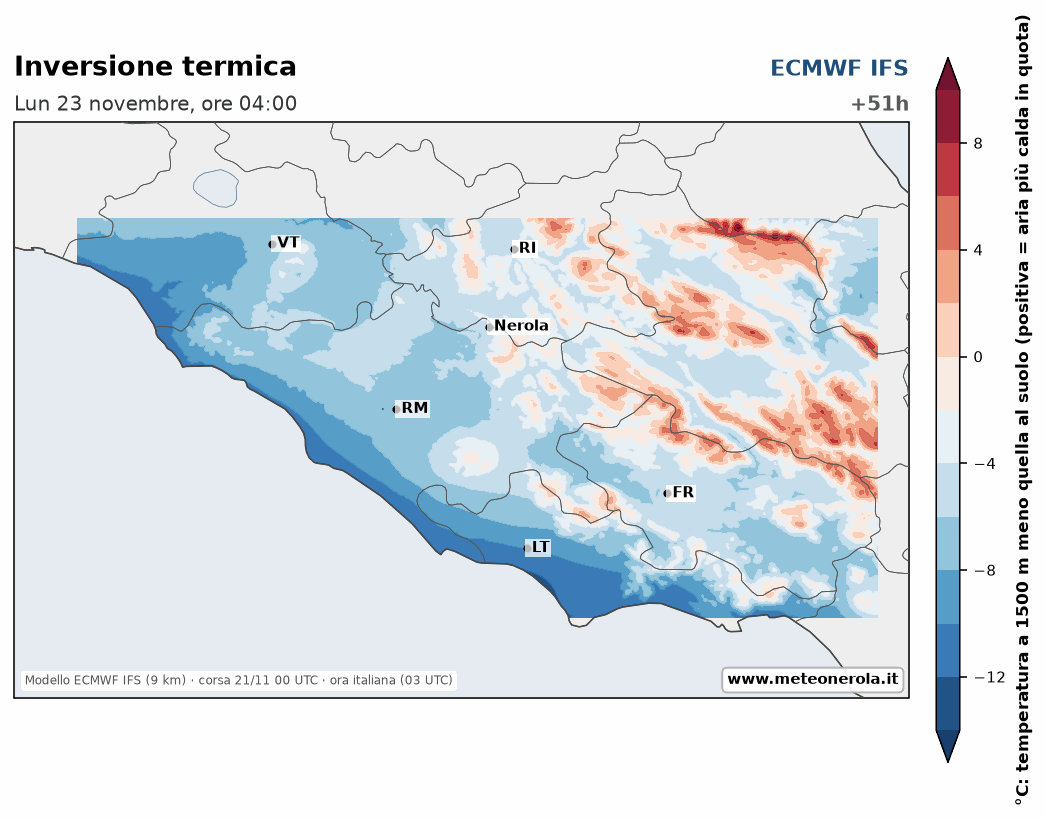 Inversione termica
ECMWF IFS
Lun 23 novembre, ore 04:00
+51h
VT
RI
Nerola
RM
FR
LT
Modello ECMWF IFS (9 km) · corsa 21/11 00 UTC · ora italiana (03 UTC)
www.meteonerola.it
8
4
0
−4
−8
−12
°C: temperatura a 1500 m meno quella al suolo (positiva = aria più calda in quota)